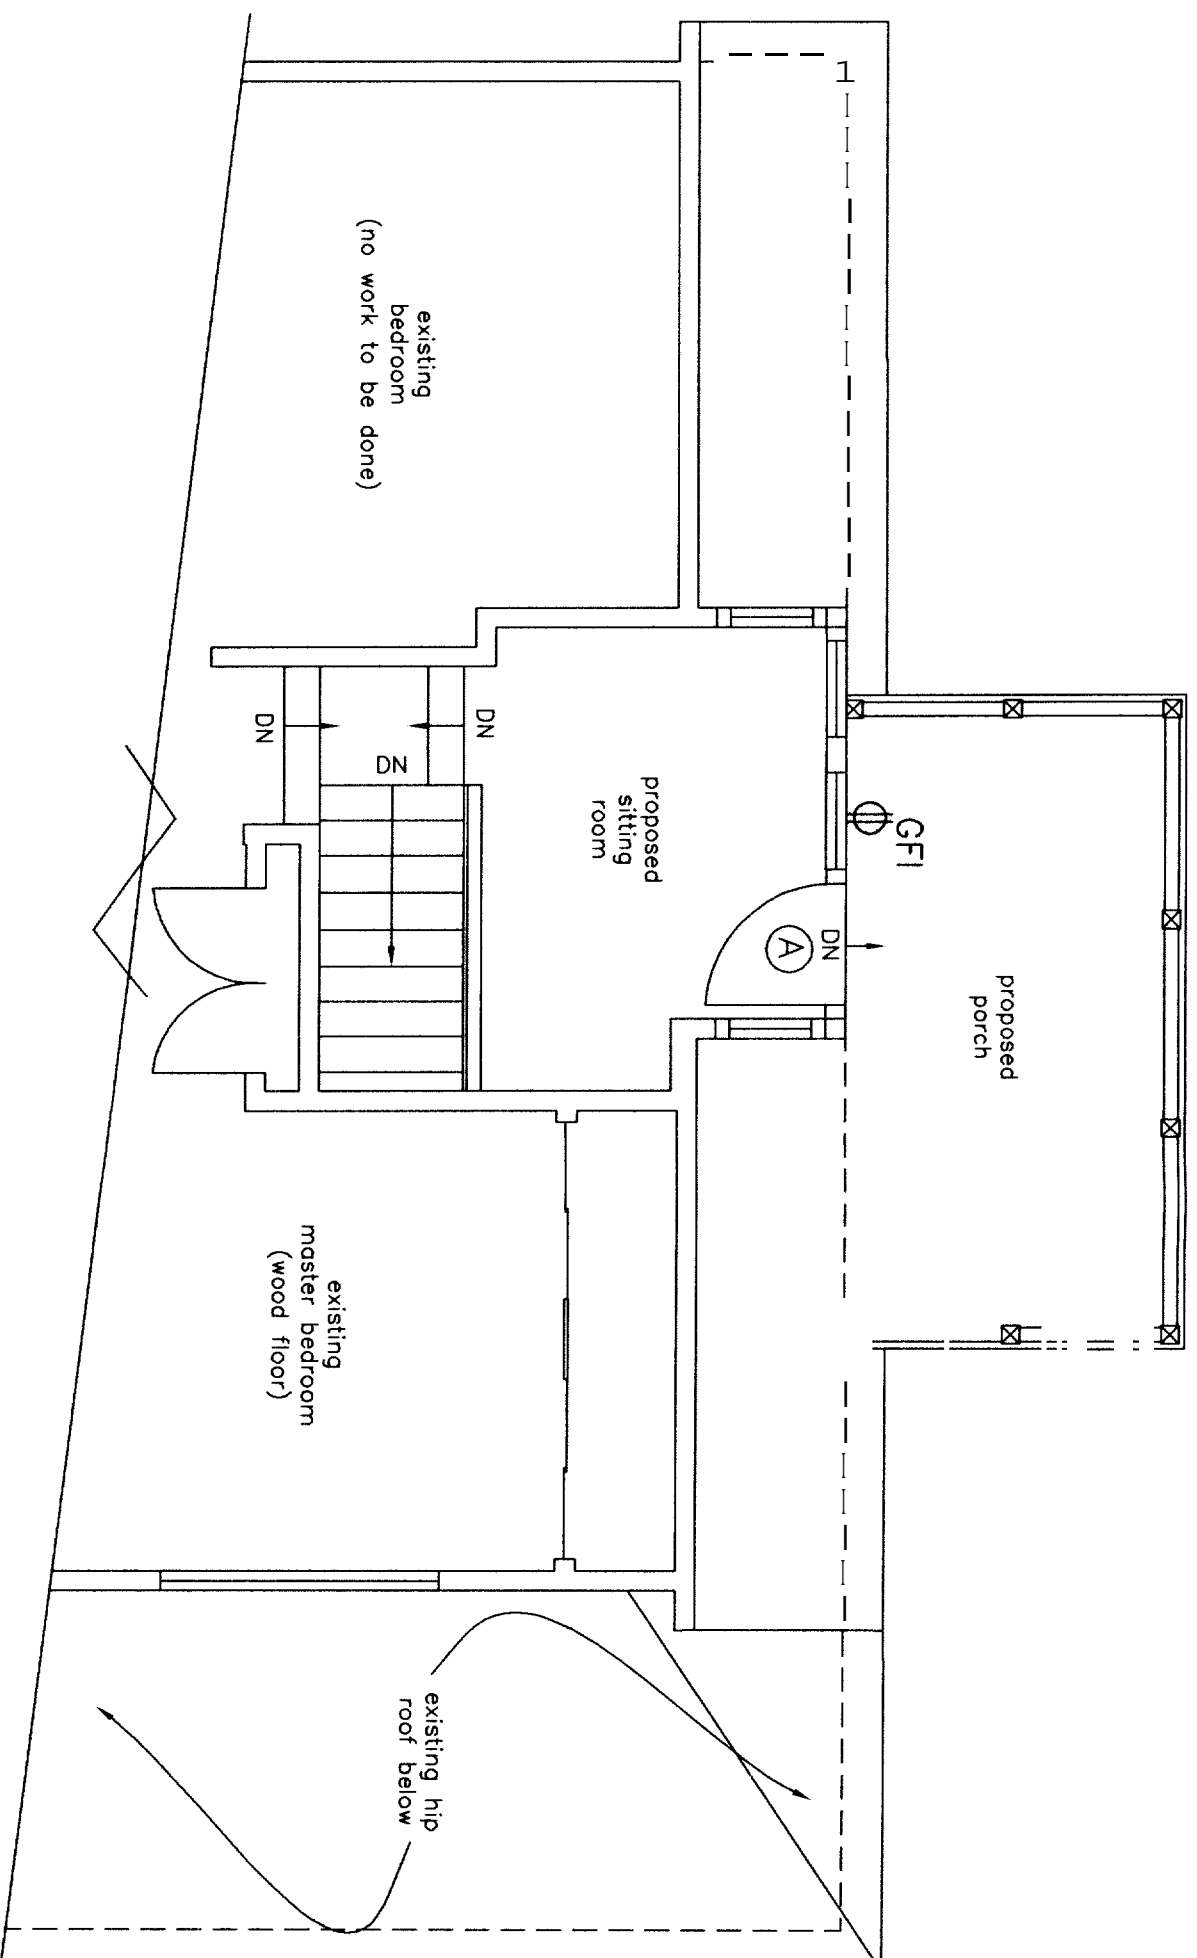 existing
bedroom
(no work to be done)
DN
DN
DN
proposed
sitting
room
GFI
A
DN
proposed
porch
existing
master bedroom
(wood floor)
existing hip
roof below